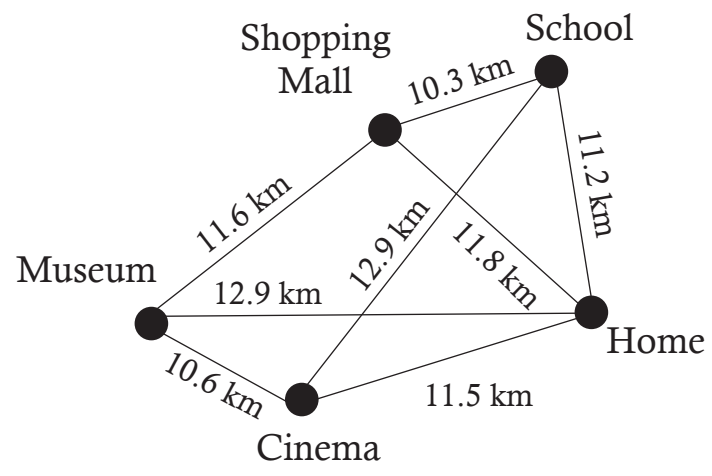 School
Shopping
Mall
10.3 km
11.2 km
11.6 km
12.9 km
11.8 km
Museum
12.9 km
Home
10.6 km
11.5 km
Cinema